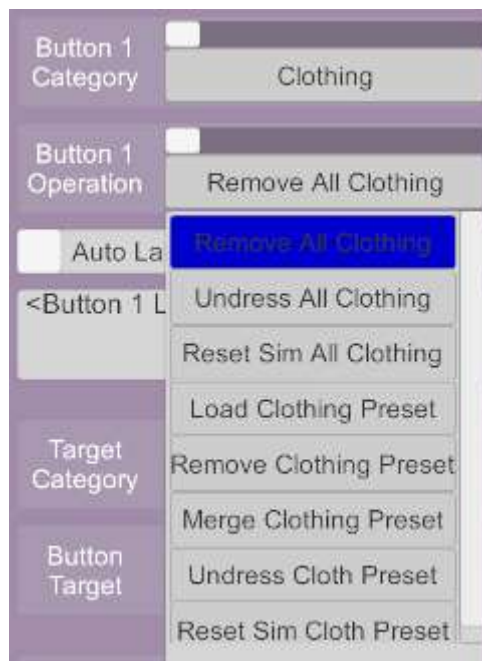 Button 1
Category
Clothing
Button 1
Operation
Remove All Clothing
Remove All Clothing
Auto La
Undress All Clothing
<Button 1 L
Reset Sim All Clothing
Load Clothing Preset
Target
Category
Remove Clothing Preset
Merge Clothing Preset
Button
Target
Undress Cloth Preset
Reset Sim Cloth Preset